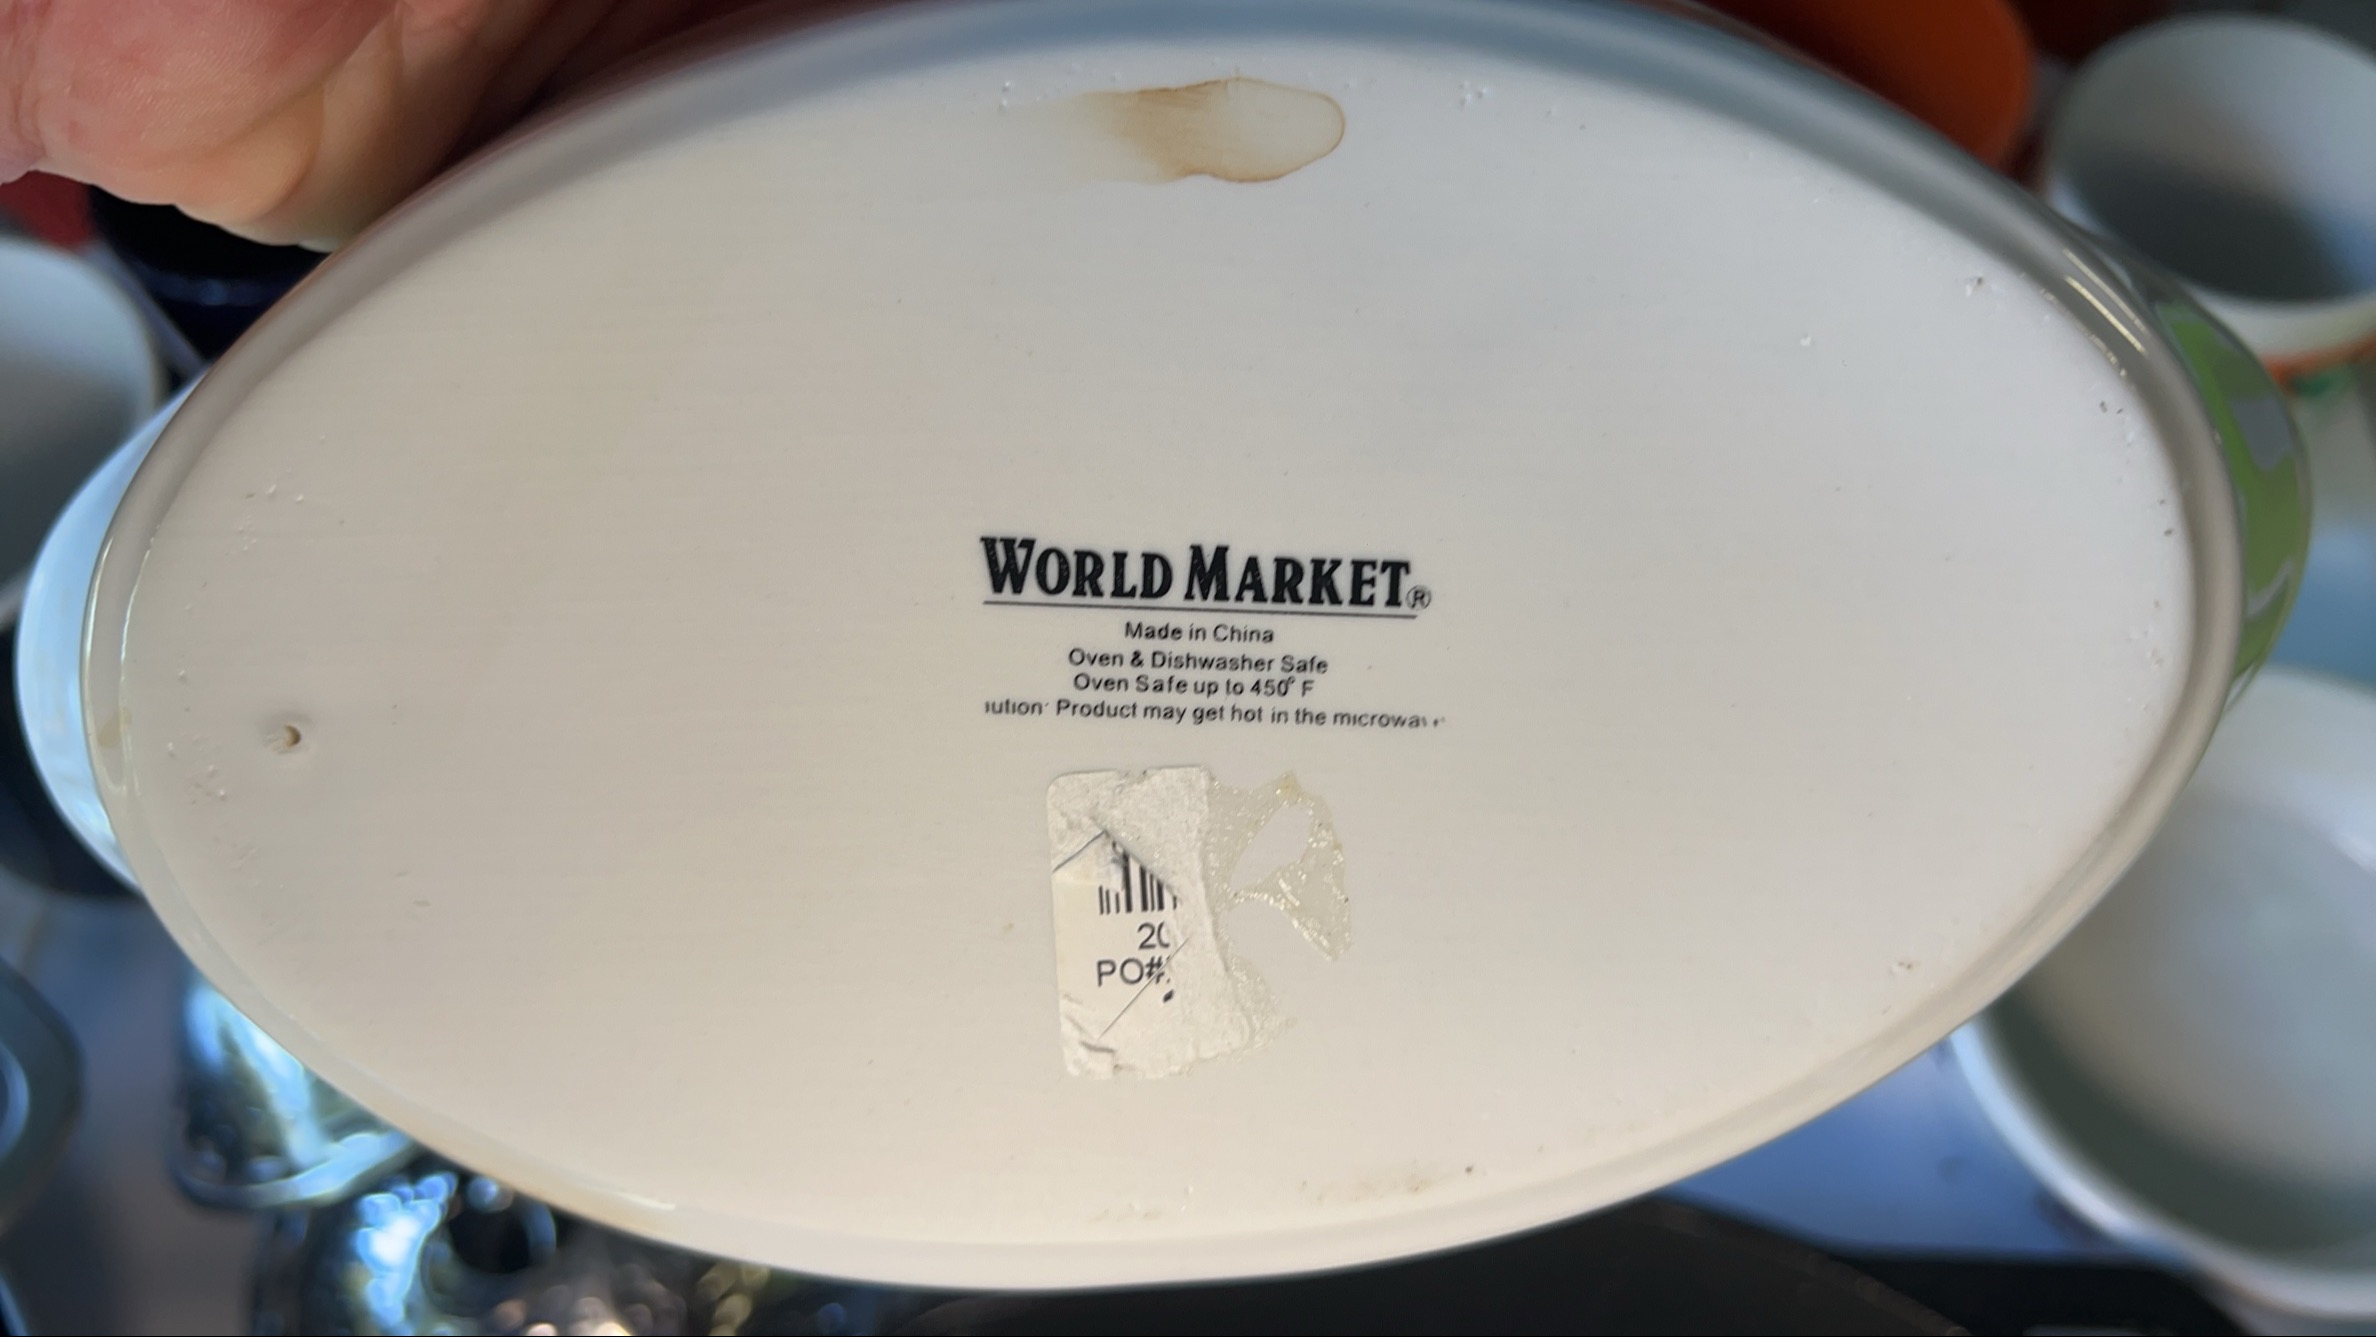 WORLD MARKET®
Made in China
Oven & Dishwasher Safe
Oven Safe up to 450° F
Product may get hot in the
20
PO#